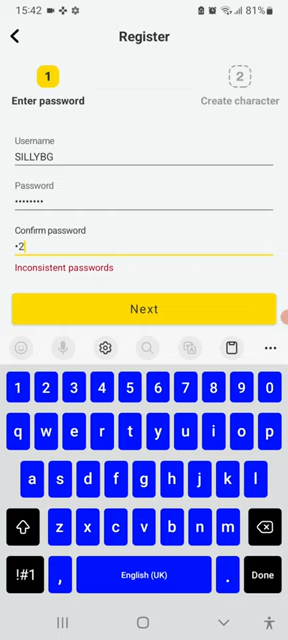 15:42 81%
Register
1 2
Enter password Create character
Username
SILLYBG
Password
••••••••
Confirm password
•2
Inconsistent passwords
Next
1 2 3 4 5 6 7 8 9 0
q w e r t y u i o p
a s d f g h j k l
z x c v b n m
!#1 , English (UK) . Done